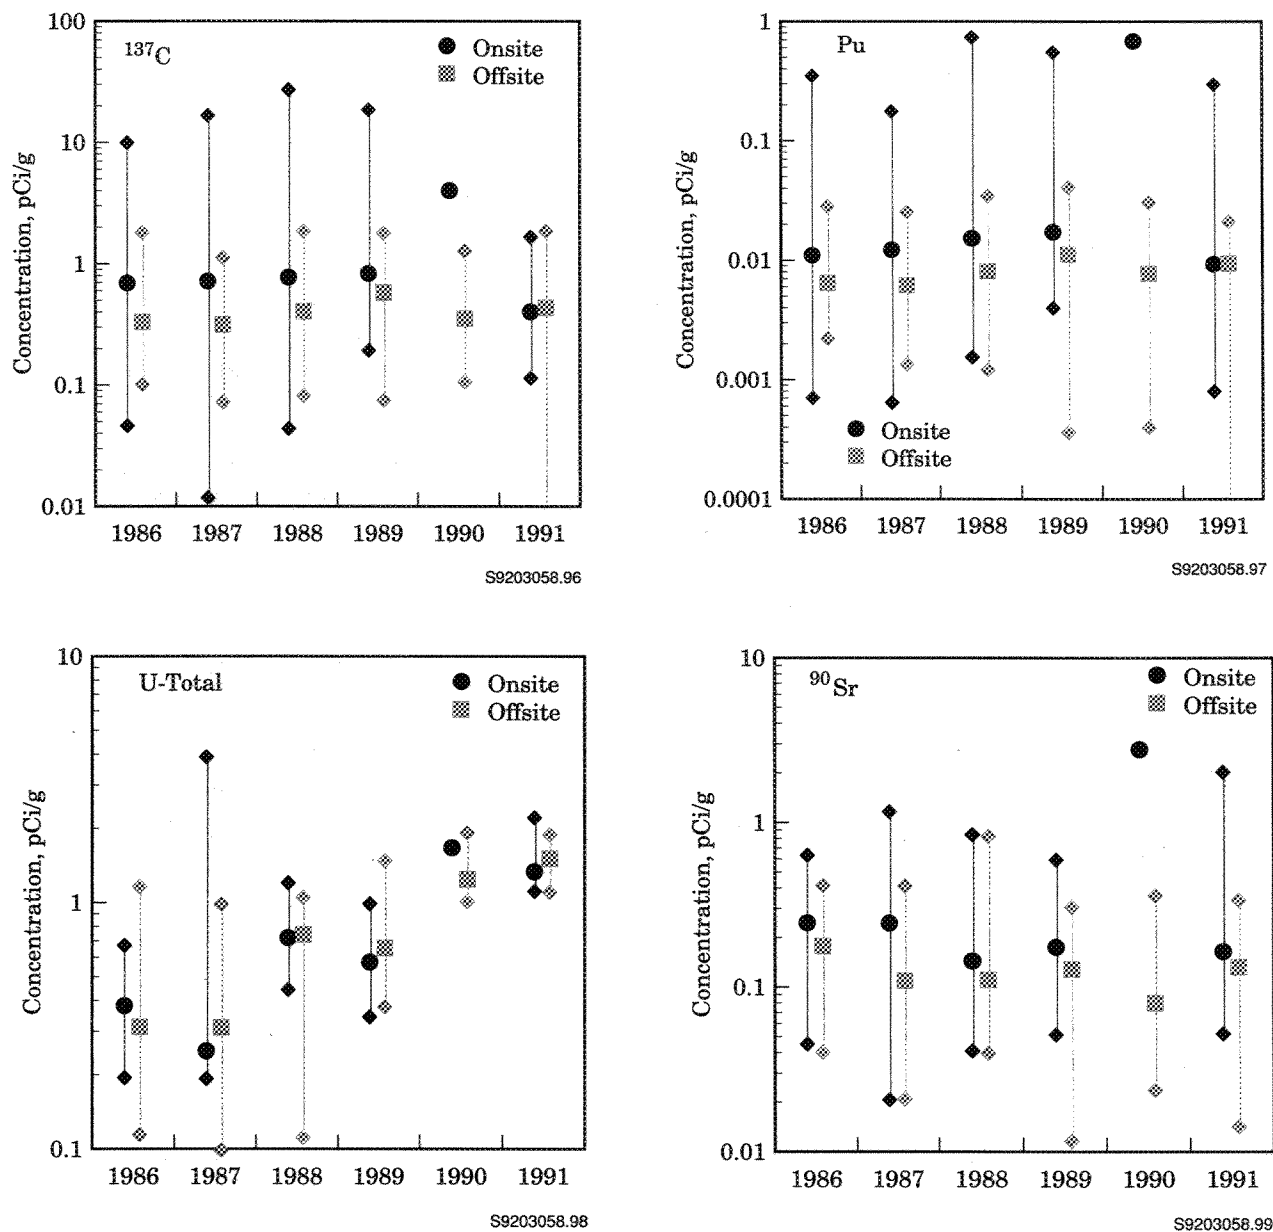 100
10
1
0.1
0.01
Concentration, pCi/g
¹³⁷C
Onsite
Offsite
1986 1987 1988 1989 1990 1991
S9203058.96
1
0.1
0.01
0.001
0.0001
Concentration, pCi/g
Pu
Onsite
Offsite
1986 1987 1988 1989 1990 1991
S9203058.97
10
1
0.1
Concentration, pCi/g
U-Total
Onsite
Offsite
1986 1987 1988 1989 1990 1991
S9203058.98
10
1
0.1
0.01
Concentration, pCi/g
⁹⁰Sr
Onsite
Offsite
1986 1987 1988 1989 1990 1991
S9203058.99